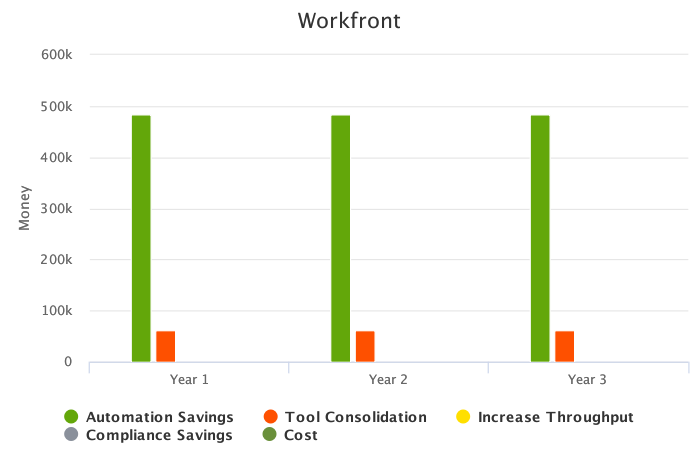 Workfront
600k
500k
400k
300k
200k
100k
0
Money
Year 1 Year 2 Year 3
Automation Savings Tool Consolidation Increase Throughput
Compliance Savings Cost